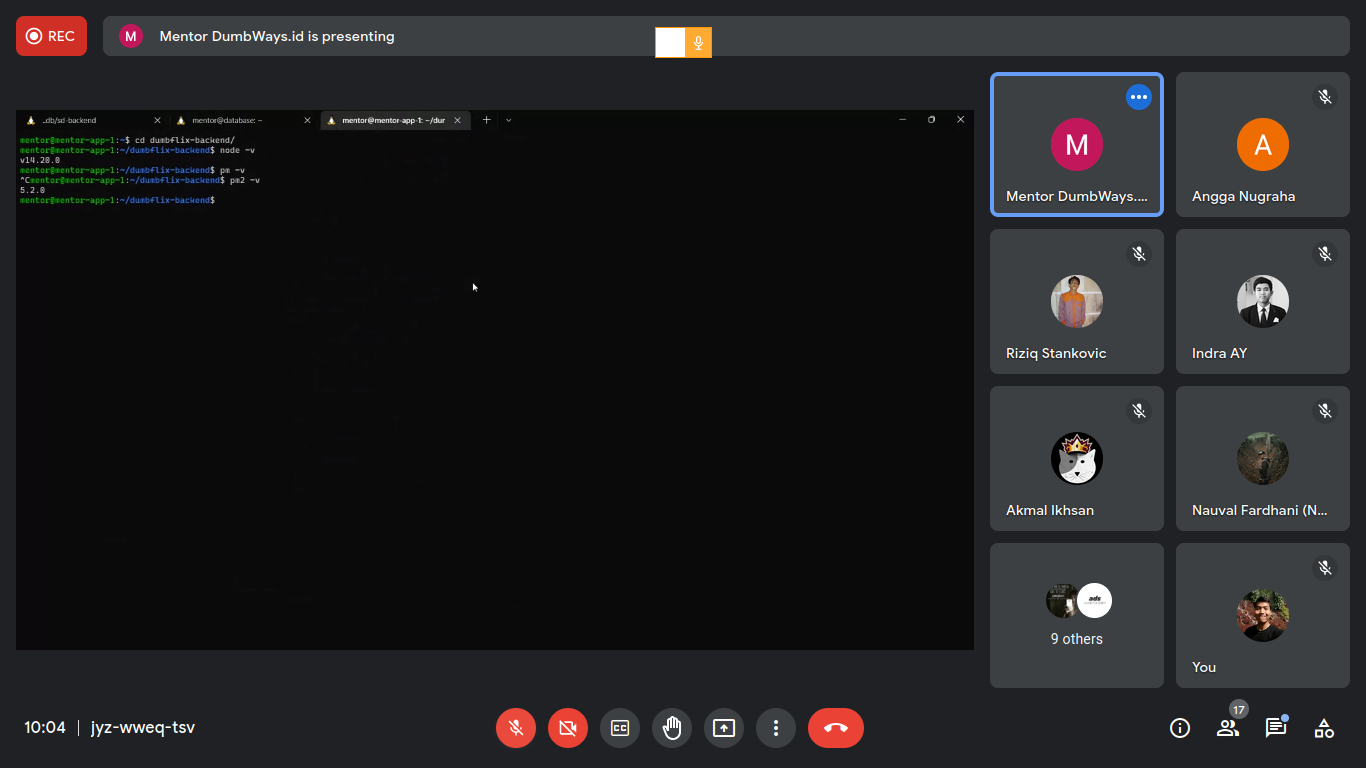 REC
M
Mentor DumbWays.id is presenting
_db/sd-backend
mentor@database: ~
mentor@mentor-app-1: ~/dur
mentor@mentor-app-1:~$ cd dumbflix-backend/
mentor@mentor-app-1:~/dumbflix-backend$ node -v
v14.20.0
mentor@mentor-app-1:~/dumbflix-backend$ pm -v
^Cmentor@mentor-app-1:~/dumbflix-backend$ pm2 -v
5.2.0
mentor@mentor-app-1:~/dumbflix-backend$
M
Mentor DumbWays....
A
Angga Nugraha
Riziq Stankovic
Indra AY
Akmal Ikhsan
Nauval Fardhani (N...
ads
9 others
You
10:04
jyz-wweq-tsv
CC
17